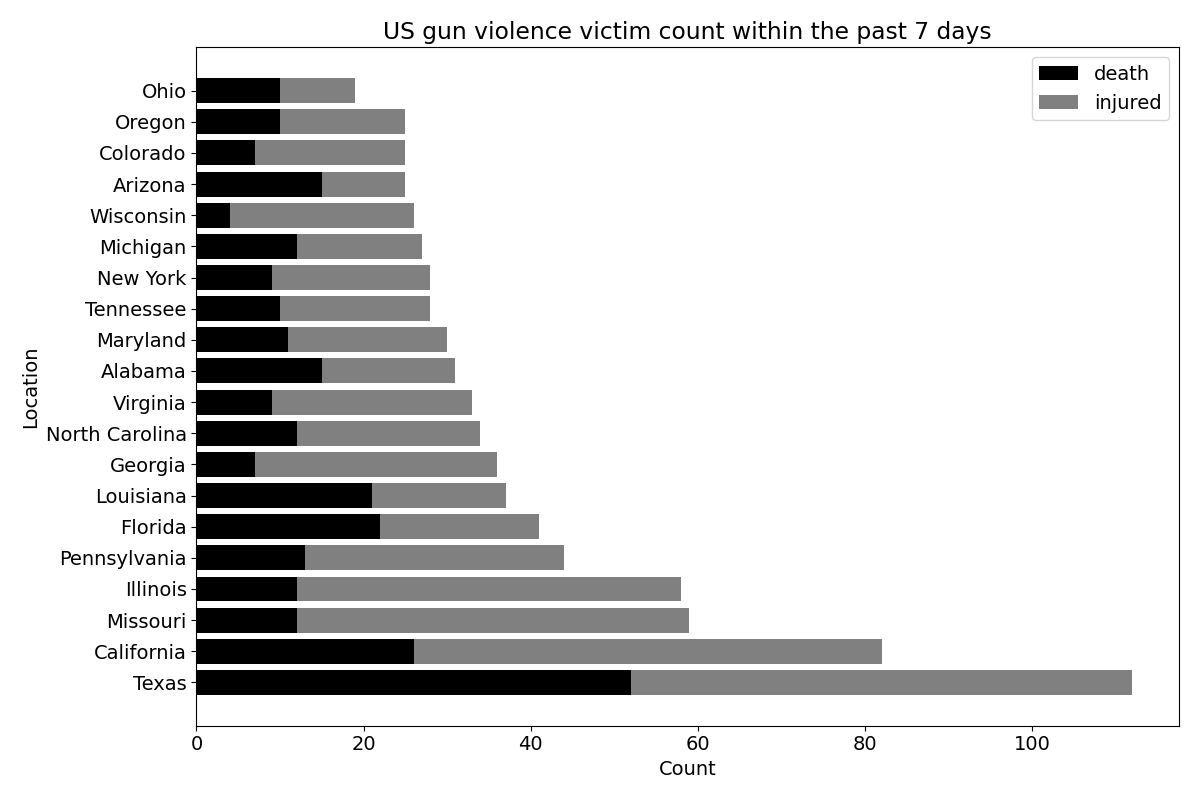 US gun violence victim count within the past 7 days
death
injured
Location
Ohio
Oregon
Colorado
Arizona
Wisconsin
Michigan
New York
Tennessee
Maryland
Alabama
Virginia
North Carolina
Georgia
Louisiana
Florida
Pennsylvania
Illinois
Missouri
California
Texas
0 20 40 60 80 100
Count